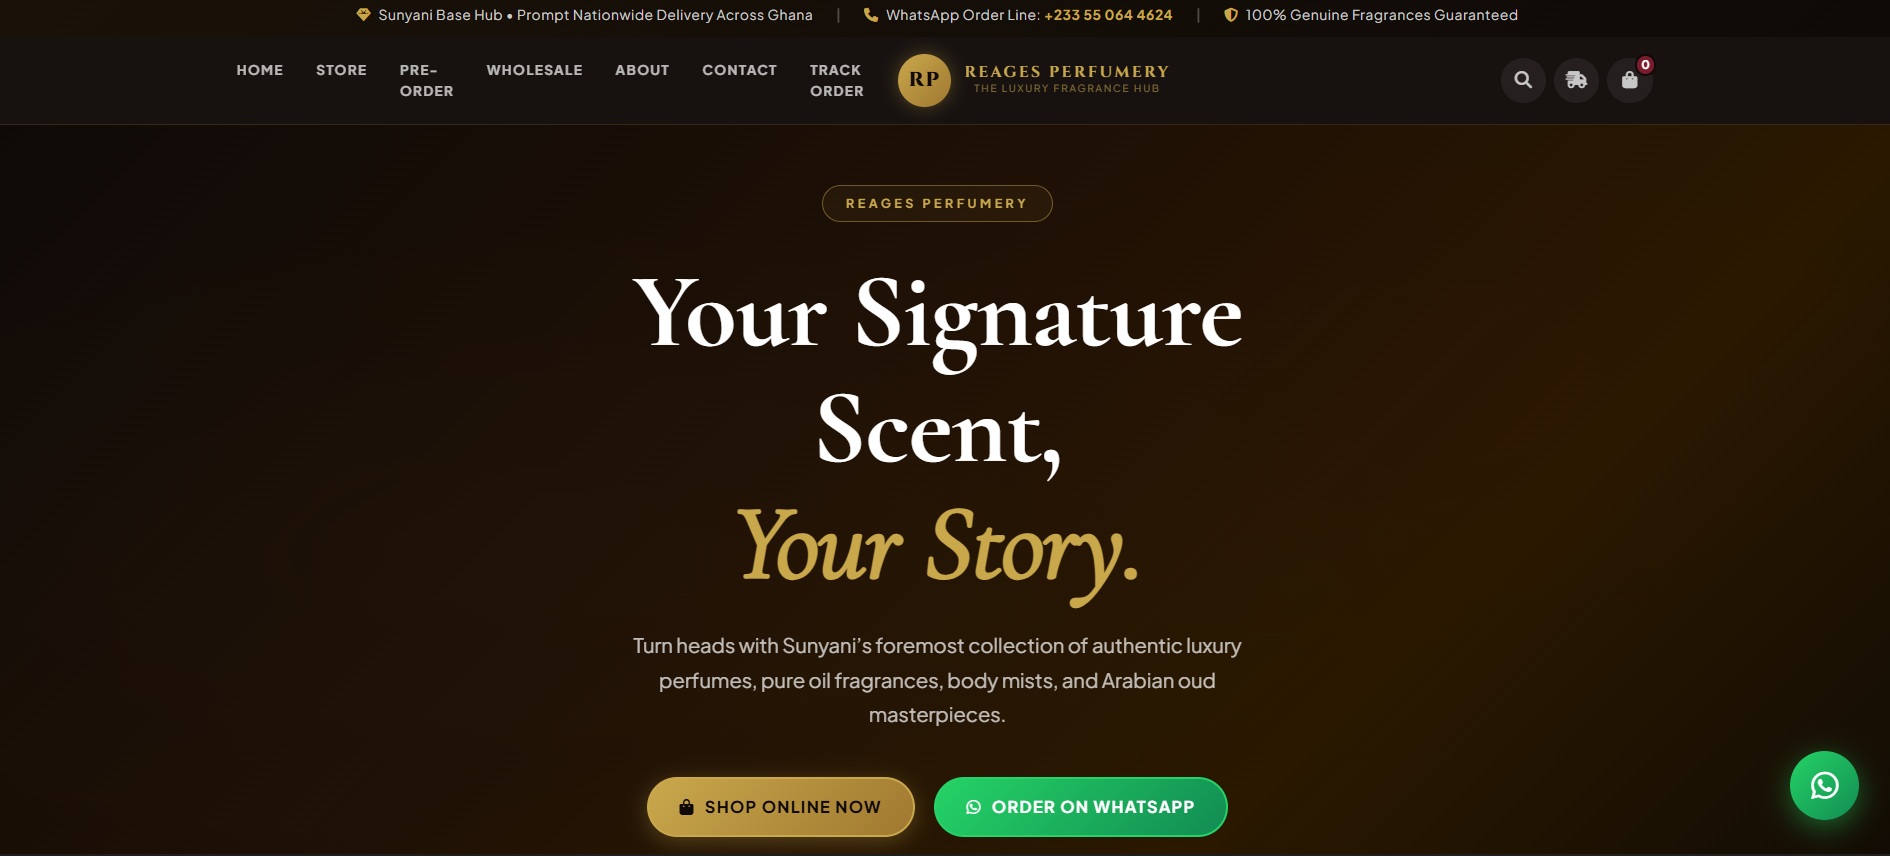 Sunyani Base Hub • Prompt Nationwide Delivery Across Ghana | WhatsApp Order Line: +233 55 064 4624 | 100% Genuine Fragrances Guaranteed
HOME STORE PRE-ORDER WHOLESALE ABOUT CONTACT TRACK ORDER
RP
REAGES PERFUMERY
THE LUXURY FRAGRANCE HUB
0
REAGES PERFUMERY
Your Signature
Scent,
Your Story.
Turn heads with Sunyani’s foremost collection of authentic luxury
perfumes, pure oil fragrances, body mists, and Arabian oud
masterpieces.
SHOP ONLINE NOW
ORDER ON WHATSAPP